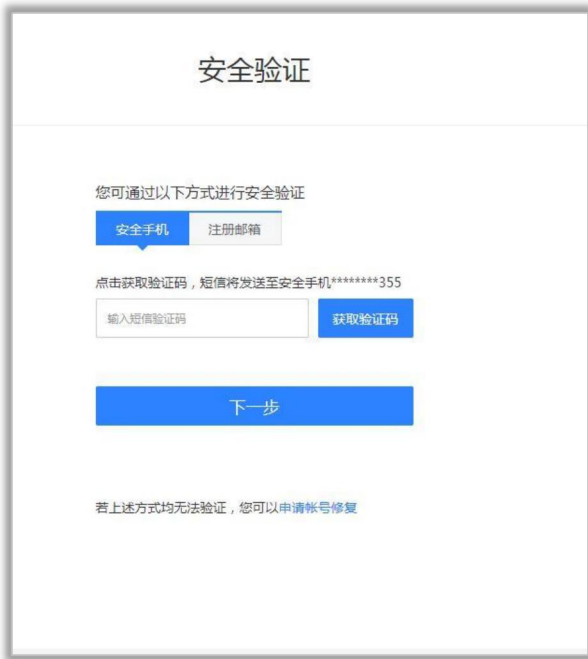 安全验证
您可通过以下方式进行安全验证
安全手机 注册邮箱
点击获取验证码，短信将发送至安全手机********355
输入短信验证码 获取验证码
下一步
若上述方式均无法验证，您可以申请帐号修复